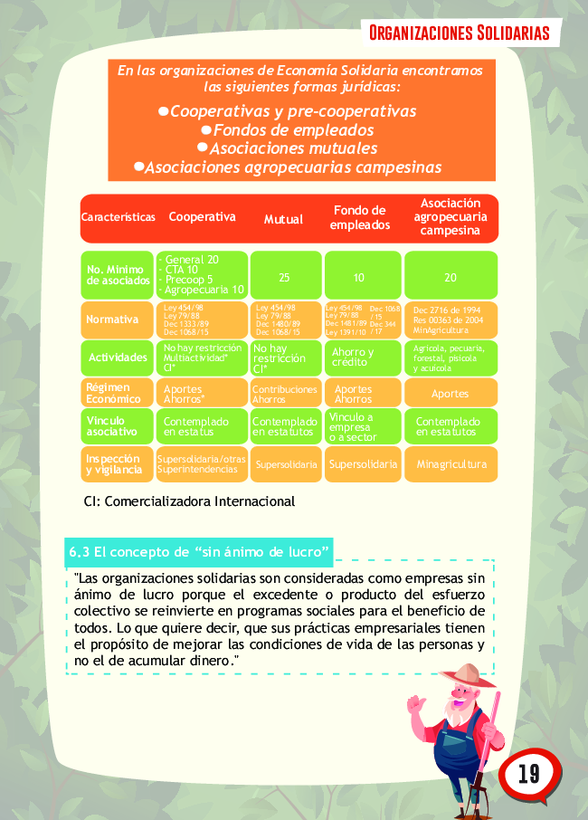 Organizaciones Solidarias
En las organizaciones de Economía Solidaria encontramos
las siguientes formas jurídicas:
●Cooperativas y pre-cooperativas
●Fondos de empleados
●Asociaciones mutuales
●Asociaciones agropecuarias campesinas
Características
Cooperativa
Mutual
Fondo de
empleados
Asociación
agropecuaria
campesina
No. Mínimo
de asociados
- General 20
- CTA 10
- Precoop 5
- Agropecuaria 10
25
10
20
Normativa
Ley 454/98
Ley 79/88
Dec 1333/89
Dec 1068/15
Ley 454/98
Ley 79/88
Dec 1480/89
Dec 1068/15
Ley 454/98
Ley 79/88
Dec 1481/89
Ley 1391/10
Dec 1068
/15
Dec 344
/17
Dec 2716 de 1994
Res 00363 de 2004
MinAgricultura
Actividades
No hay restricción
Multiactividad*
CI*
No hay
restricción
CI*
Ahorro y
crédito
Agrícola, pecuaria,
forestal, písicola
y acuícola
Régimen
Económico
Aportes
Ahorros*
Contribuciones
Ahorros
Aportes
Ahorros
Aportes
Vinculo
asociativo
Contemplado
en estatus
Contemplado
en estatutos
Vinculo a
empresa
o a sector
Contemplado
en estatutos
Inspección
y vigilancia
Supersolidaria/otras
Superintendencias
Supersolidaria
Supersolidaria
Minagricultura
CI: Comercializadora Internacional
6.3 El concepto de “sin ánimo de lucro”
"Las organizaciones solidarias son consideradas como empresas sin
ánimo de lucro porque el excedente o producto del esfuerzo
colectivo se reinvierte en programas sociales para el beneficio de
todos. Lo que quiere decir, que sus prácticas empresariales tienen
el propósito de mejorar las condiciones de vida de las personas y
no el de acumular dinero."
19